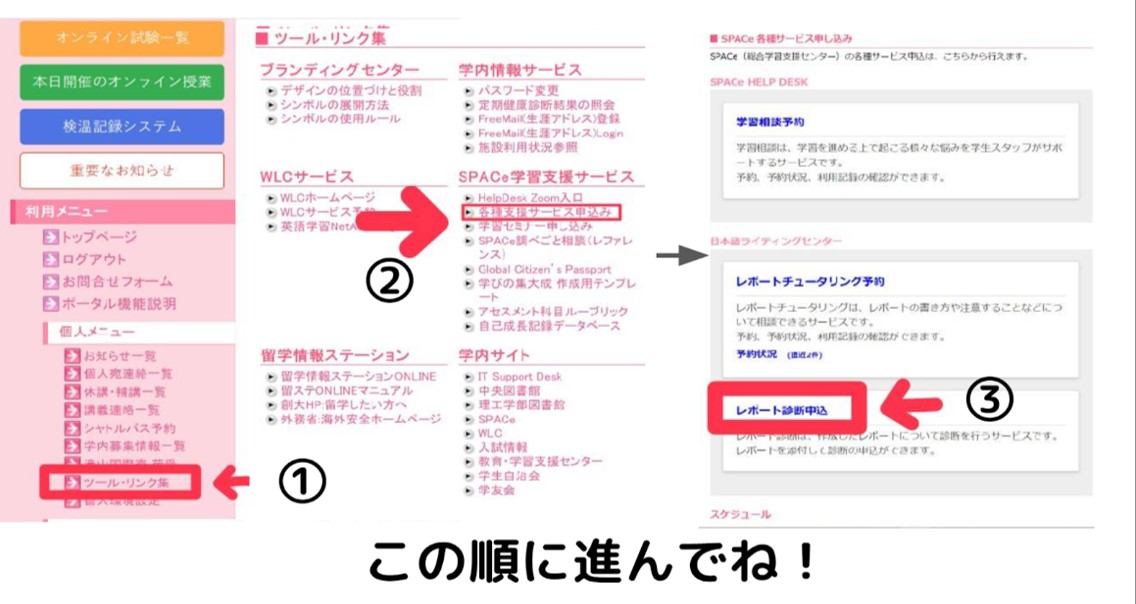 オンライン試験一覧
本日開催のオンライン授業
検温記録システム
重要なお知らせ
利用メニュー
トップページ
ログアウト
お問合せフォーム
ポータル機能説明
個人メニュー
お知らせ一覧
個人宛連絡一覧
休講・補講一覧
講義連絡一覧
シャトルバス予約
学内募集情報一覧
ツール・リンク集
個人環境設定
①
■ ツール・リンク集
ブランディングセンター
デザインの位置づけと役割
シンボルの展開方法
シンボルの使用ルール
学内情報サービス
パスワード変更
定期健康診断結果の照会
FreeMail(生涯アドレス)登録
FreeMail(生涯アドレス)Login
施設利用状況参照
WLCサービス
WLCホームページ
WLCサービス予約
英語学習NetA
②
SPACe学習支援サービス
HelpDesk Zoom入口
各種支援サービス申込み
学習セミナー申し込み
SPACe調べごと相談(レファレ
ンス)
Global Citizen's Passport
学びの集大成 作成用テンプレ
ート
アセスメント科目ルーブリック
自己成長記録データベース
留学情報ステーション
留学情報ステーションONLINE
留ステONLINEマニュアル
創大HP:留学したい方へ
外務省:海外安全ホームページ
学内サイト
IT Support Desk
中央図書館
理工学部図書館
SPACe
WLC
入試情報
教育・学習支援センター
学生自治会
学友会
■ SPACe 各種サービス申し込み
SPACe（総合学習支援センター）の各種サービス申込は、こちらから行えます。
SPACe HELP DESK
学習相談予約
学習相談は、学習を進める上で起こる様々な悩みを学生スタッフがサポ
ートするサービスです。
予約、予約状況、利用記録の確認ができます。
日本語ライティングセンター
レポートチュータリング予約
レポートチュータリングは、レポートの書き方や注意することなどにつ
いて相談できるサービスです。
予約、予約状況、利用記録の確認ができます。
予約状況 (直近2件)
レポート診断申込
③
レポート診断は、作成したレポートについて診断を行うサービスです。
レポートを添付して診断の申込ができます。
スケジュール
この順に進んでね！